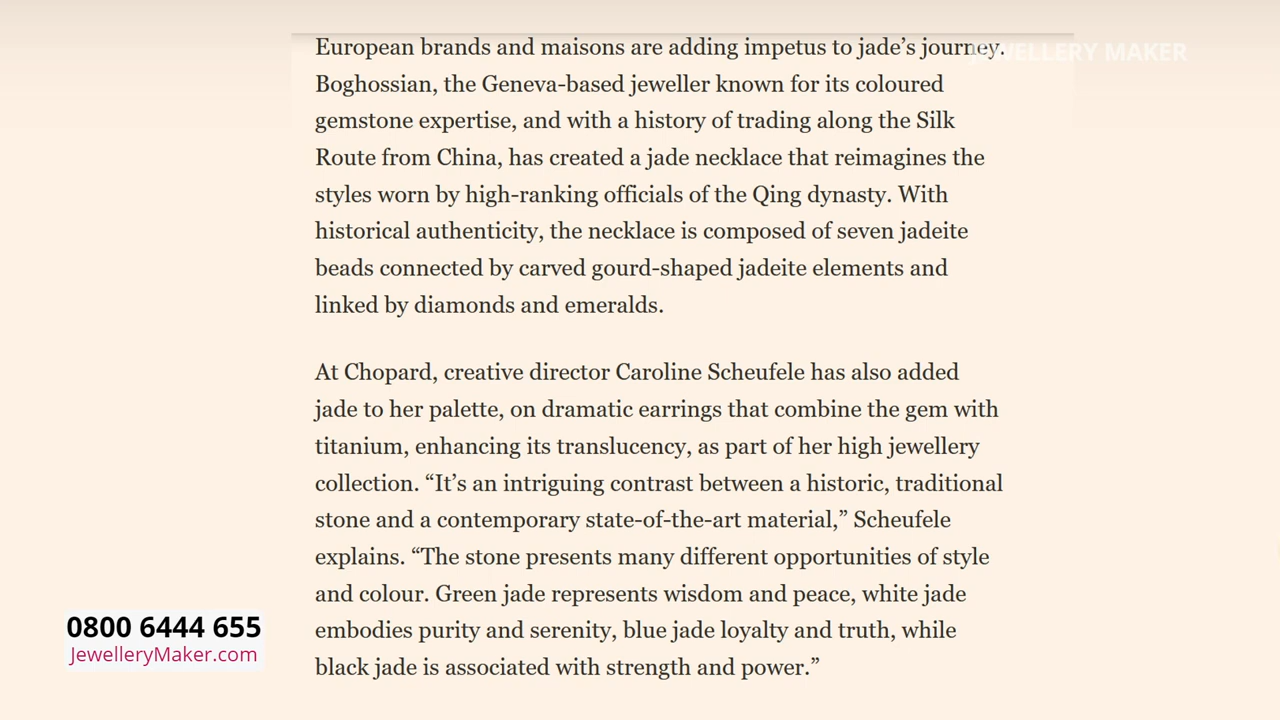 European brands and maisons are adding impetus to jade’s journey.
JEWELLERY MAKER
Boghossian, the Geneva-based jeweller known for its coloured
gemstone expertise, and with a history of trading along the Silk
Route from China, has created a jade necklace that reimagines the
styles worn by high-ranking officials of the Qing dynasty. With
historical authenticity, the necklace is composed of seven jadeite
beads connected by carved gourd-shaped jadeite elements and
linked by diamonds and emeralds.
At Chopard, creative director Caroline Scheufele has also added
jade to her palette, on dramatic earrings that combine the gem with
titanium, enhancing its translucency, as part of her high jewellery
collection. “It’s an intriguing contrast between a historic, traditional
stone and a contemporary state-of-the-art material,” Scheufele
explains. “The stone presents many different opportunities of style
and colour. Green jade represents wisdom and peace, white jade
embodies purity and serenity, blue jade loyalty and truth, while
black jade is associated with strength and power.”
0800 6444 655
JewelleryMaker.com